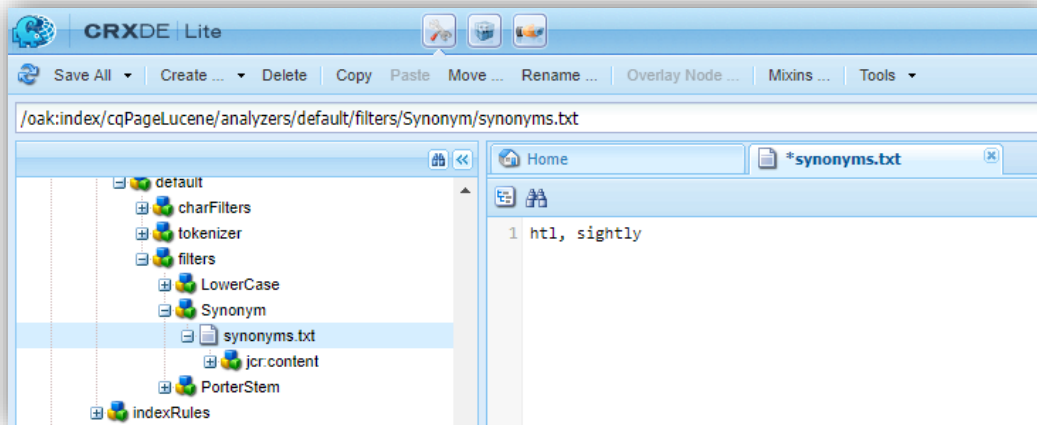 CRXDE | Lite
Save All Create ... Delete Copy Paste Move ... Rename ... Overlay Node ... Mixins ... Tools
/oak:index/cqPageLucene/analyzers/default/filters/Synonym/synonyms.txt
Home *synonyms.txt
default
charFilters
tokenizer
filters
LowerCase
Synonym
synonyms.txt
jcr:content
PorterStem
indexRules
1 htl, sightly